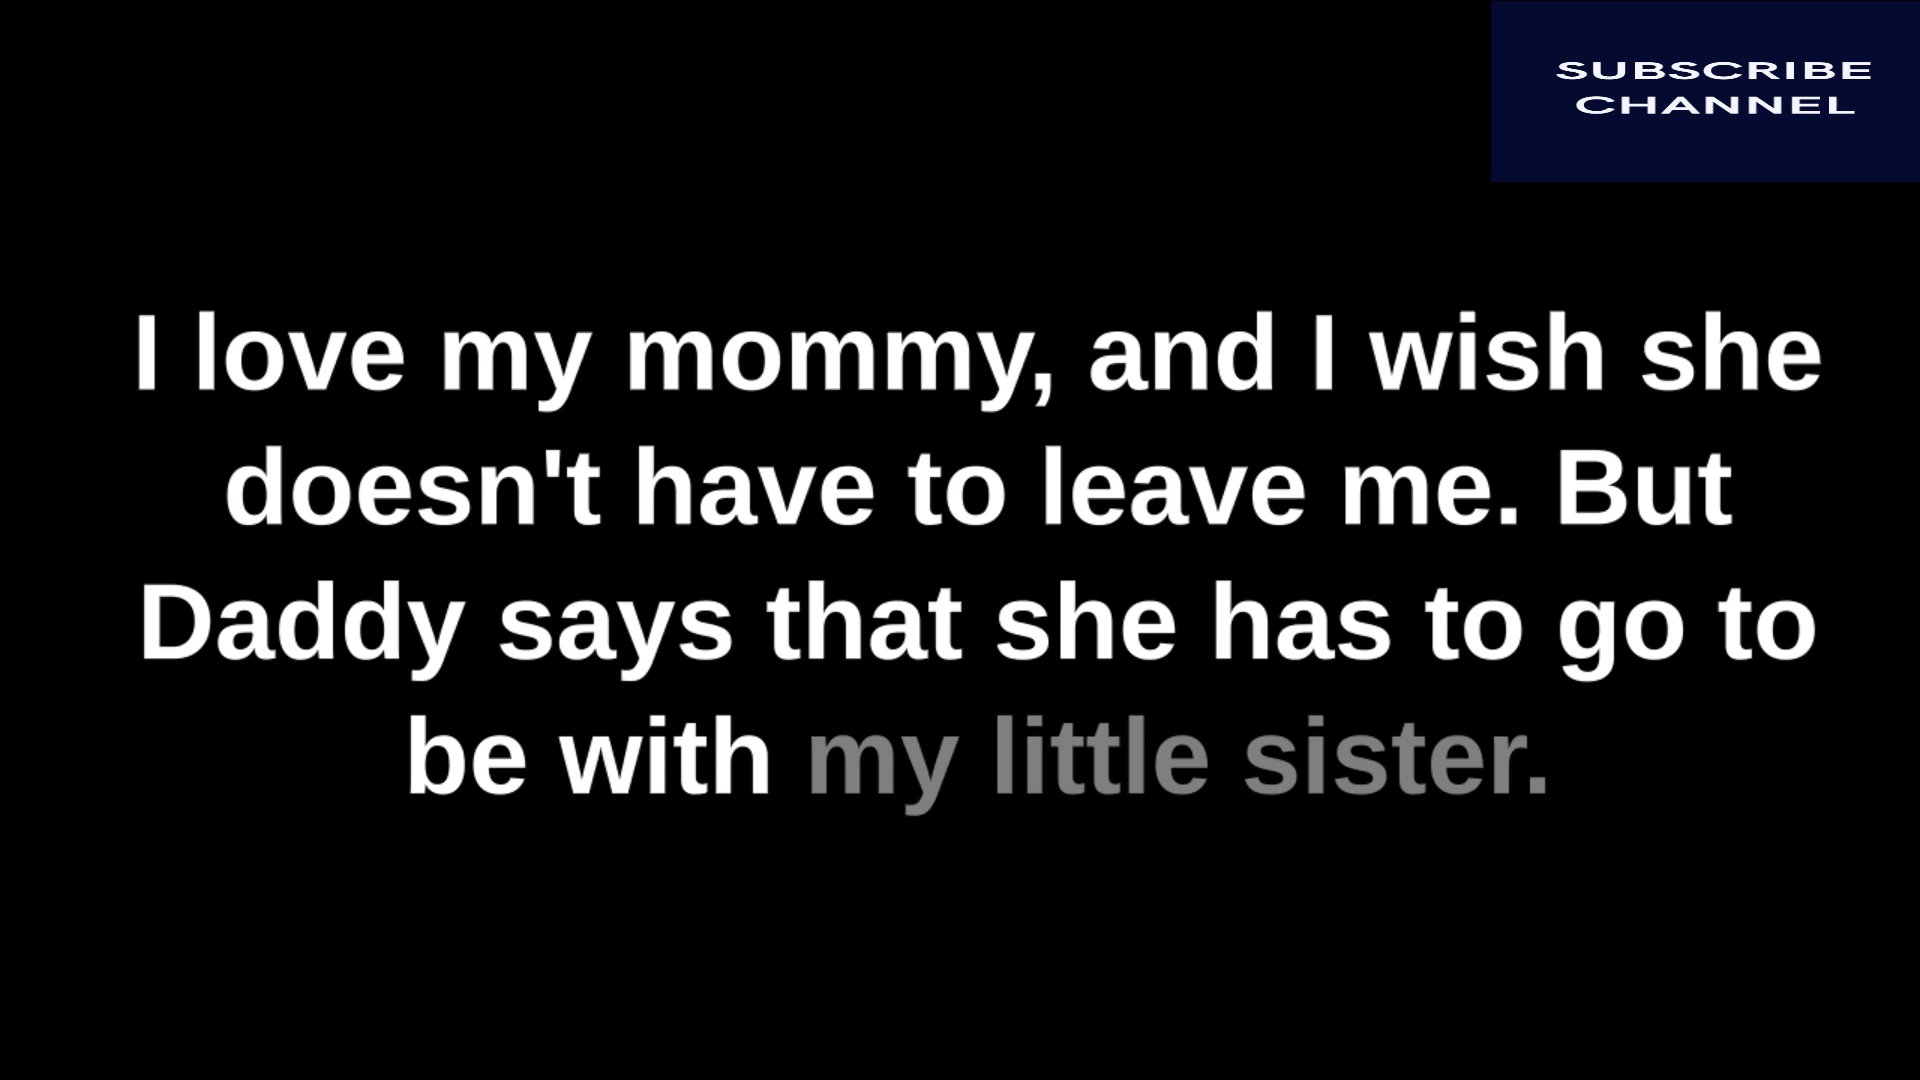 SUBSCRIBE
CHANNEL
I love my mommy, and I wish she
doesn't have to leave me. But
Daddy says that she has to go to
be with my little sister.